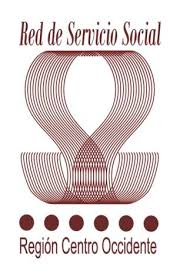 Red de Servicio Social
Región Centro Occidente